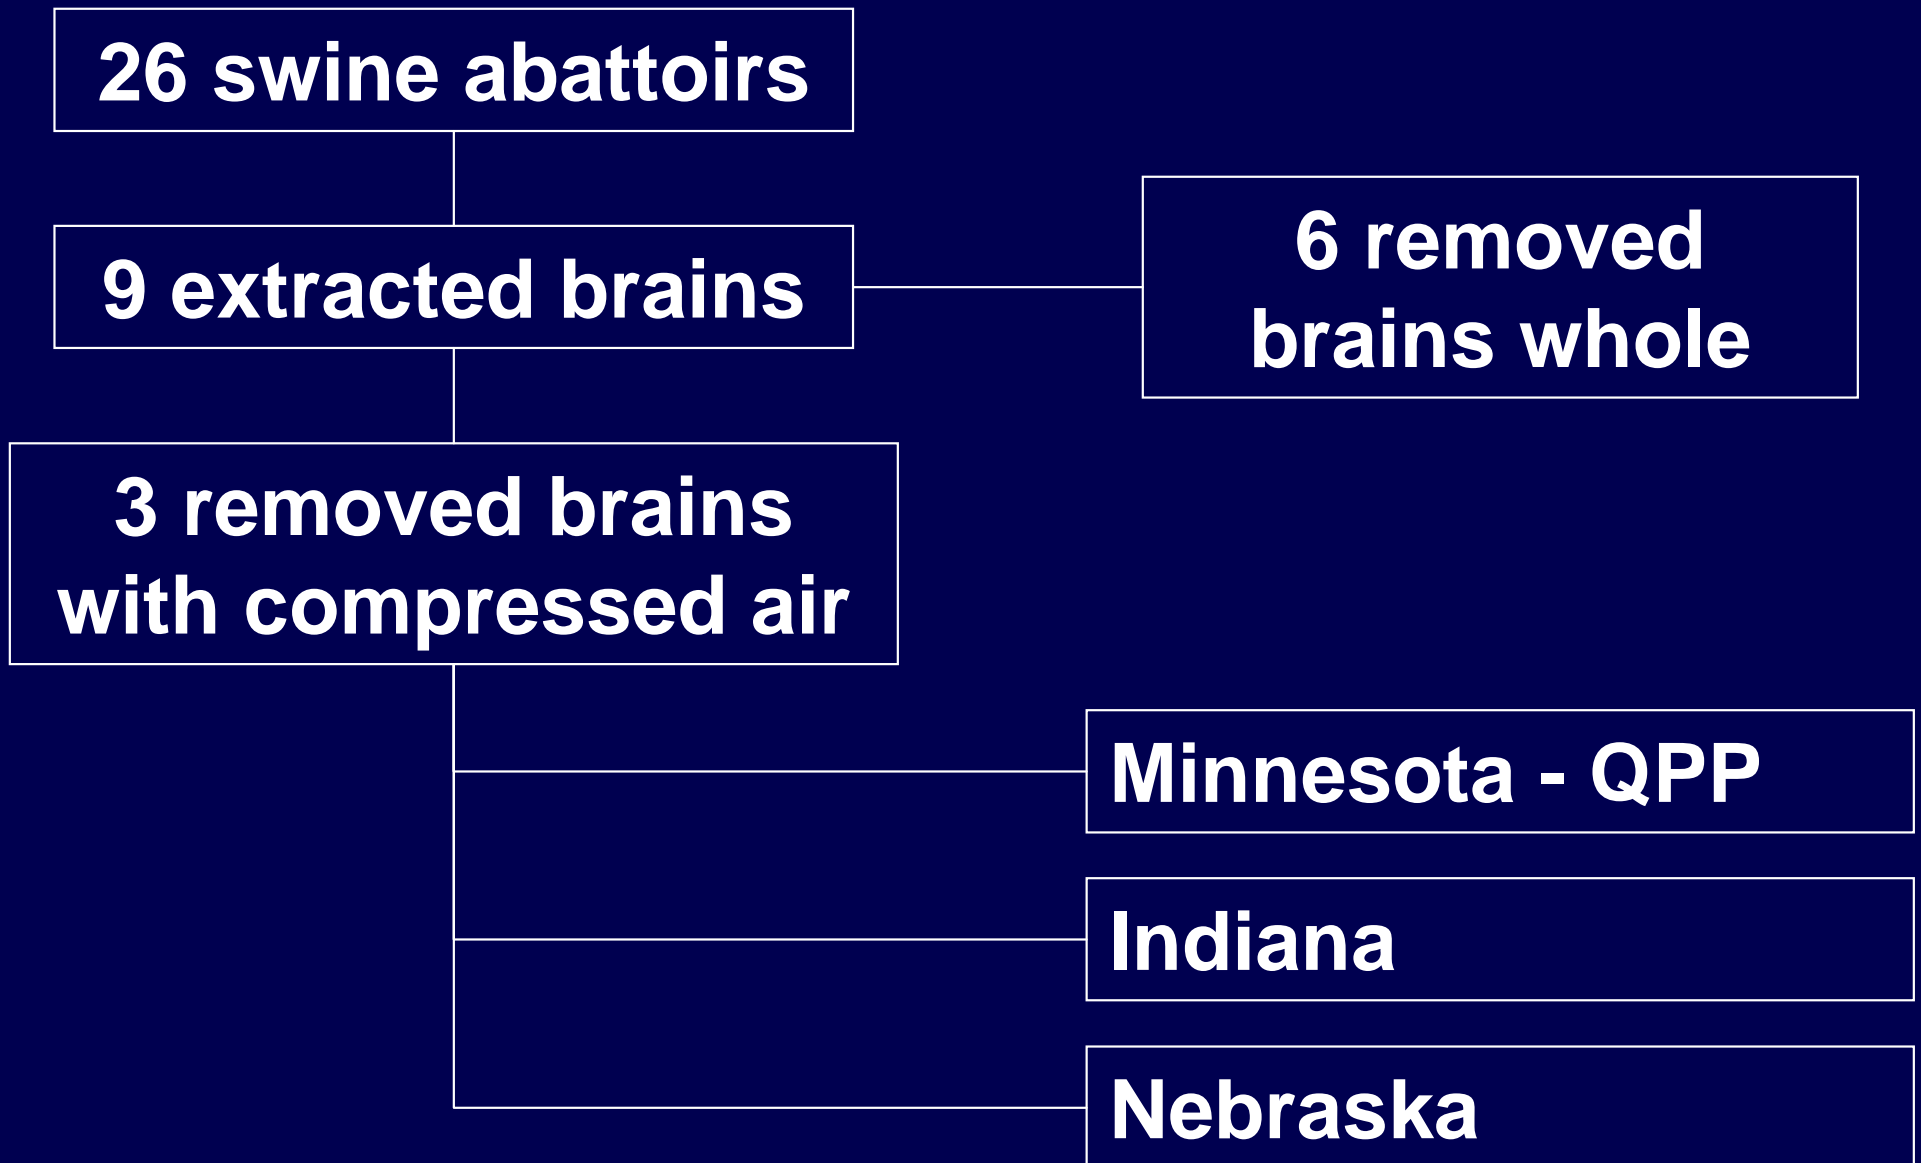 26 swine abattoirs
9 extracted brains
6 removed
brains whole
3 removed brains
with compressed air
Minnesota - QPP
Indiana
Nebraska